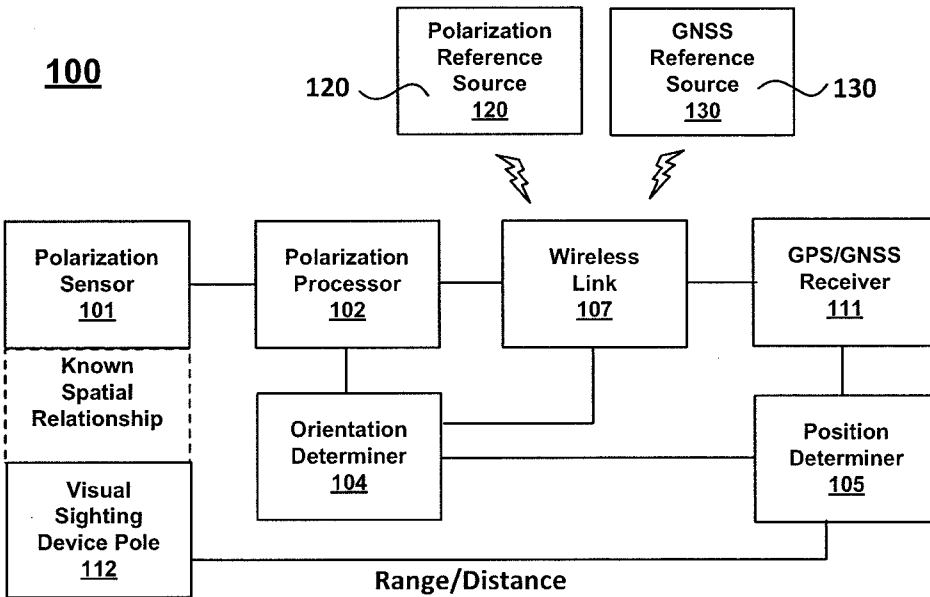 100
120
Polarization
Reference
Source
120
GNSS
Reference
Source
130
130
Polarization
Sensor
101
Polarization
Processor
102
Wireless
Link
107
GPS/GNSS
Receiver
111
Known
Spatial
Relationship
Orientation
Determiner
104
Position
Determiner
105
Visual
Sighting
Device Pole
112
Range/Distance